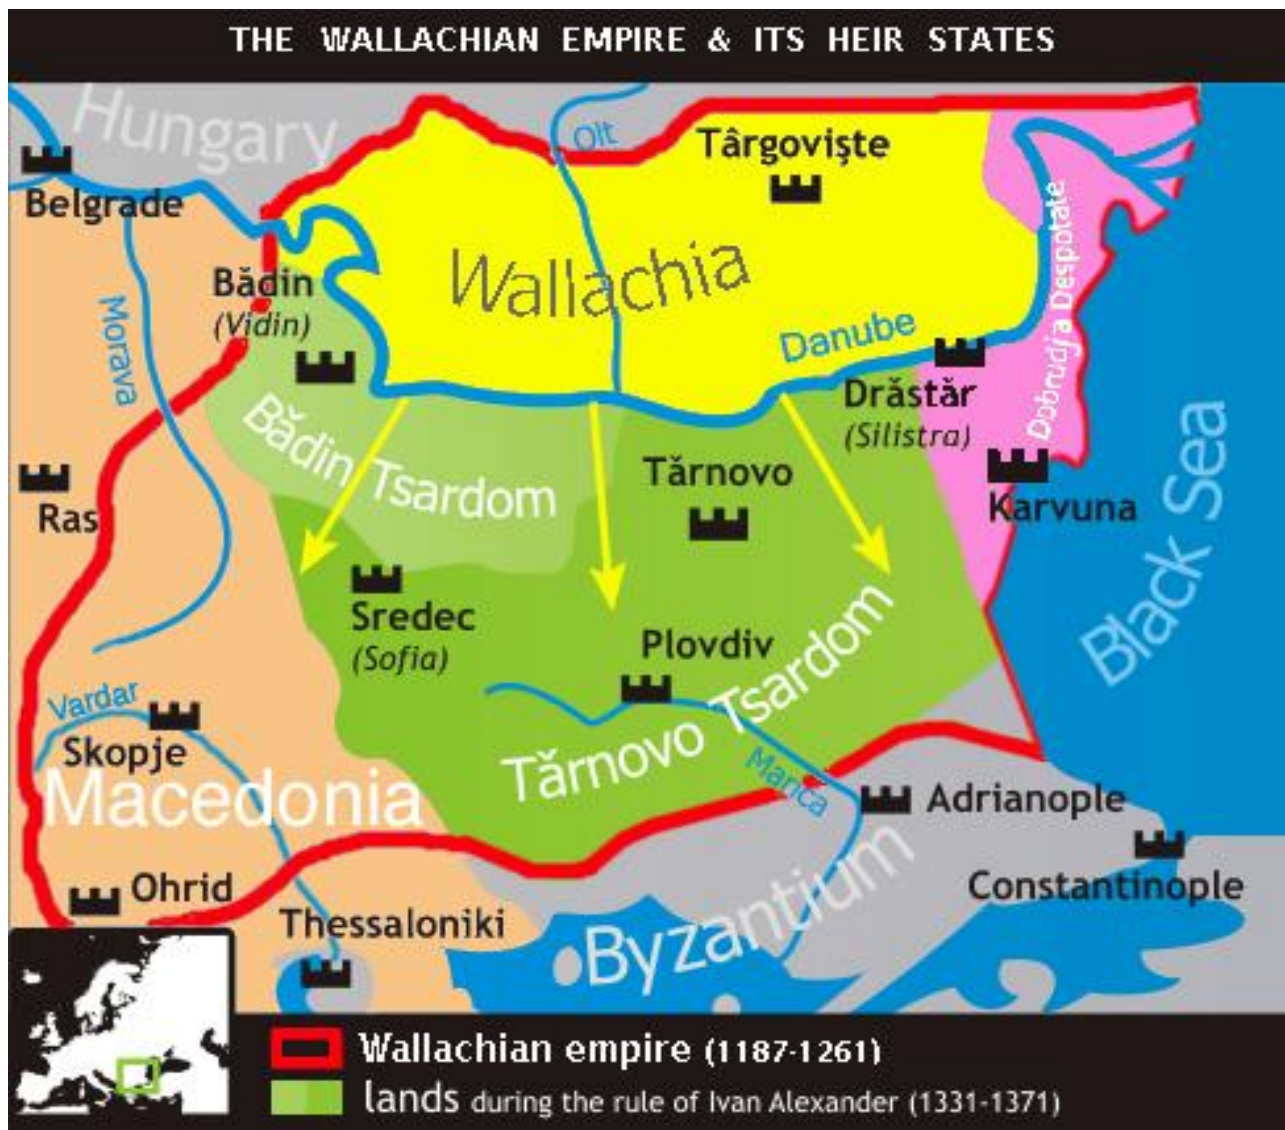 THE WALLACHIAN EMPIRE & ITS HEIR STATES
Hungary
Olt
Târgovişte
Belgrade
Dobrudja Despotate
Wallachia
Bădin
(Vidin)
Morava
Danube
Drăstăr
(Silistra)
Bădin Tsardom
Tărnovo
Black Sea
Ras
Karvuna
Sredec
(Sofia)
Plovdiv
Tărnovo Tsardom
Vardar
Skopje
Macedonia
Marica
Adrianople
Constantinople
Byzantium
Ohrid
Thessaloniki
Wallachian empire (1187-1261)
lands during the rule of Ivan Alexander (1331-1371)